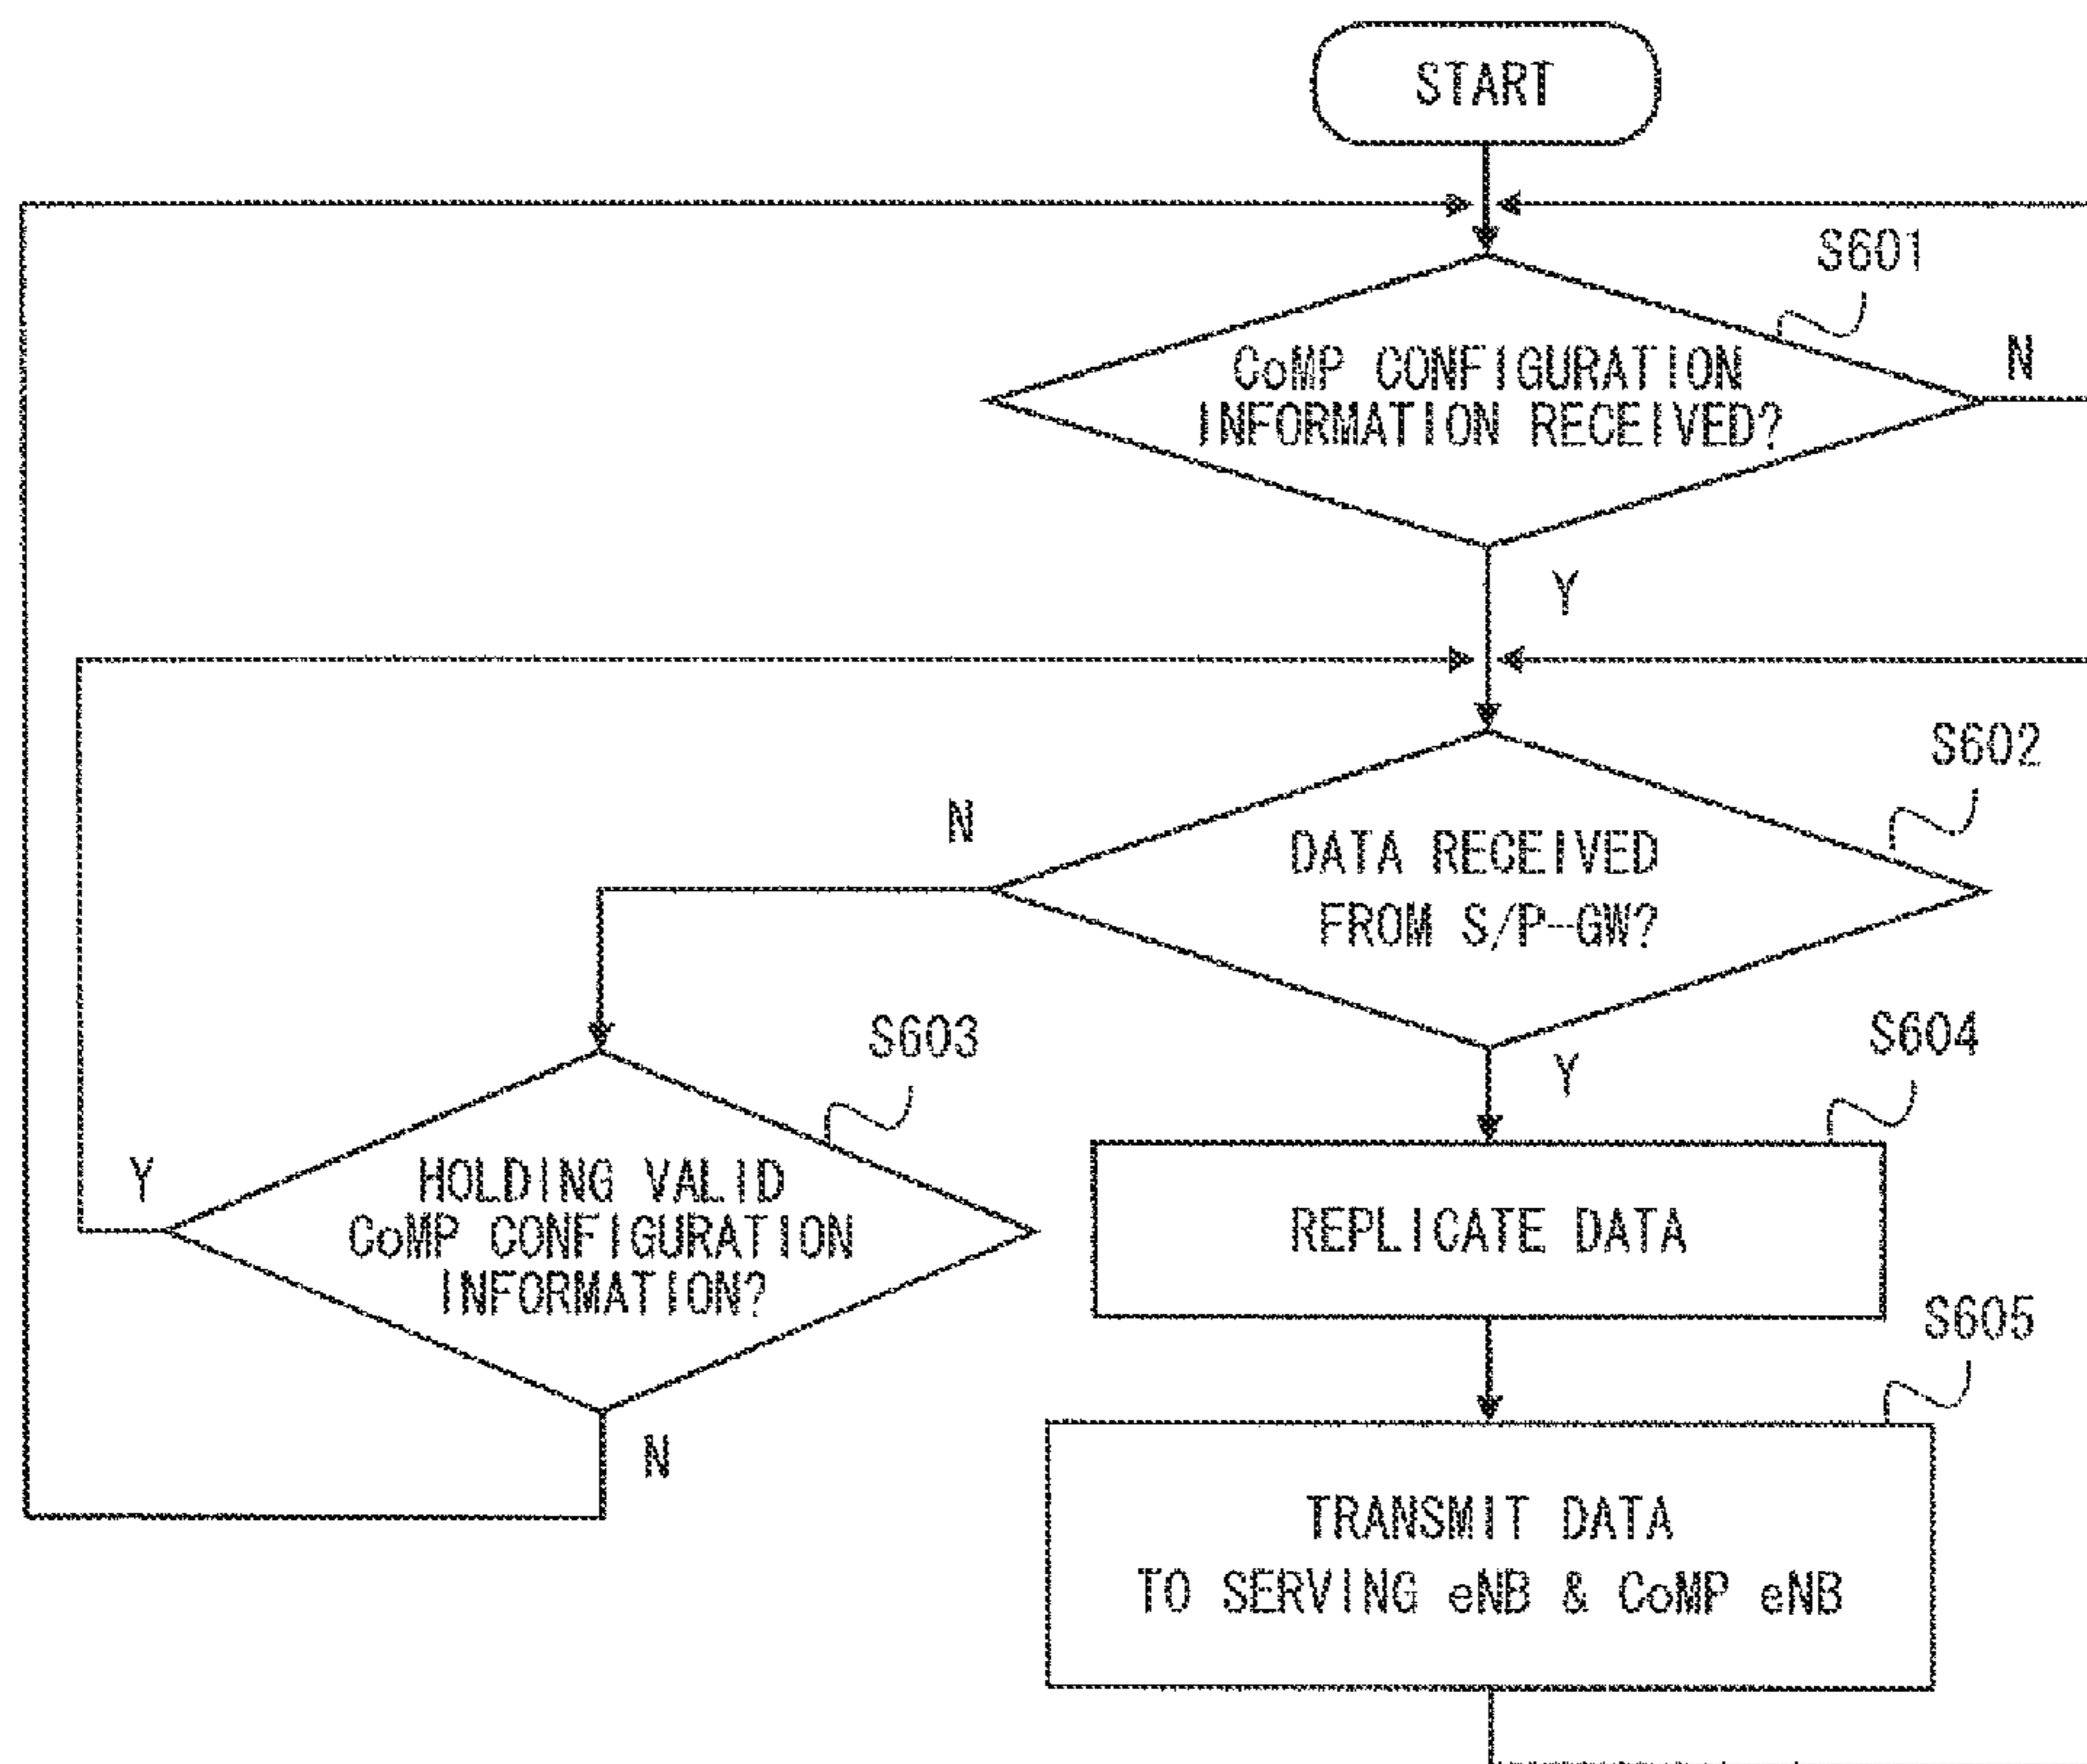 START
S601
CoMP CONFIGURATION
INFORMATION RECEIVED?
N
Y
S602
N
DATA RECEIVED
FROM S/P-GW?
S603
Y
S604
Y
HOLDING VALID
CoMP CONFIGURATION
INFORMATION?
REPLICATE DATA
N
S605
TRANSMIT DATA
TO SERVING eNB & CoMP eNB